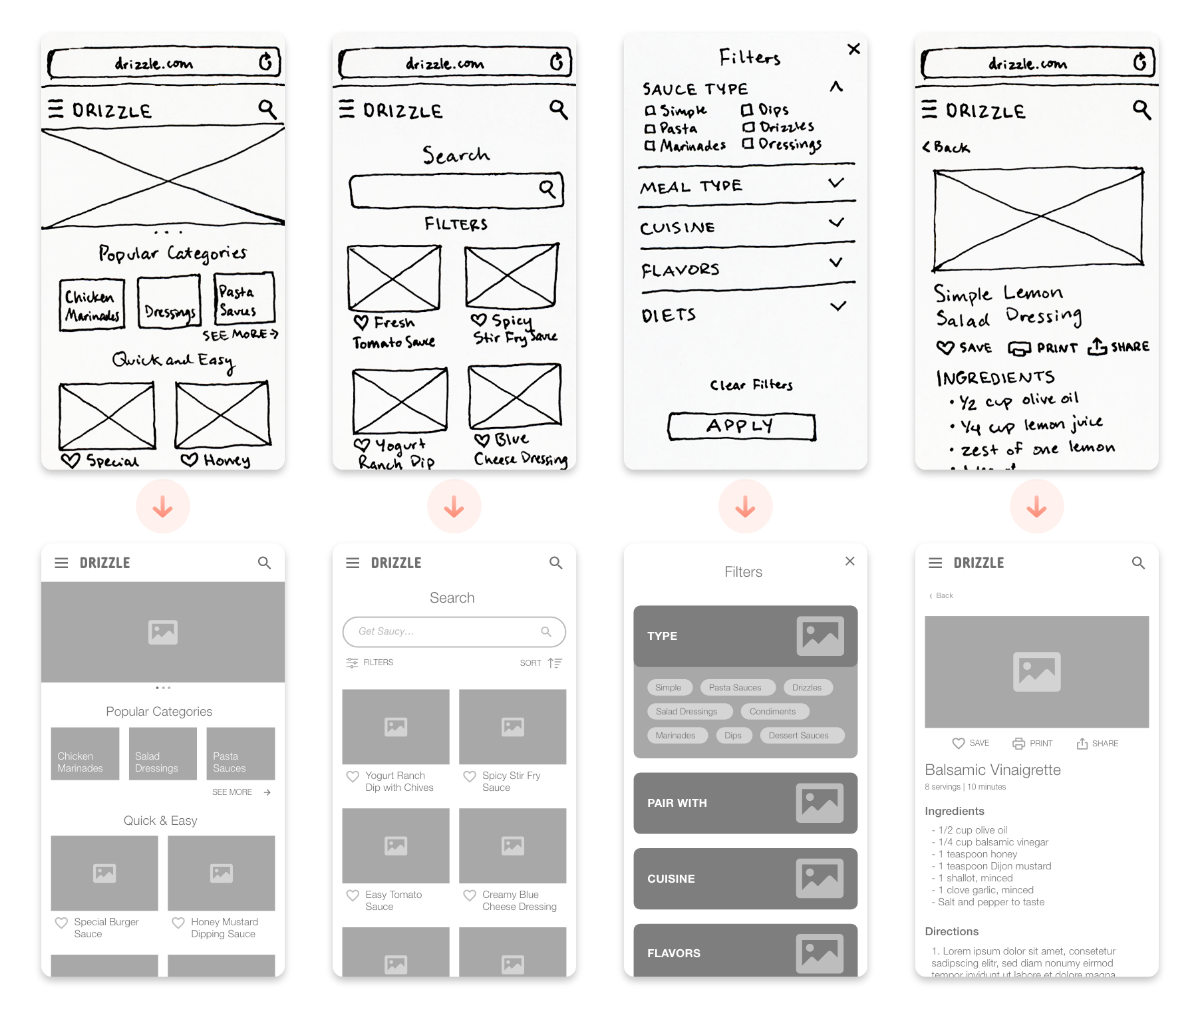 drizzle.com
DRIZZLE
Popular Categories
Chicken
Marinades
Dressings
Pasta
Sauces
SEE MORE →
Quick and Easy
Special
Honey
drizzle.com
DRIZZLE
Search
FILTERS
Fresh
Tomato Sauce
Spicy
Stir Fry Sauce
Yogurt
Ranch Dip
Blue
Cheese Dressing
Filters
SAUCE TYPE
Simple
Dips
Pasta
Drizzles
Marinades
Dressings
MEAL TYPE
CUISINE
FLAVORS
DIETS
Clear Filters
APPLY
drizzle.com
DRIZZLE
< Back
Simple Lemon
Salad Dressing
SAVE PRINT SHARE
INGREDIENTS
• 1/2 cup olive oil
• 1/4 cup lemon juice
• zest of one lemon
DRIZZLE
Popular Categories
Chicken
Marinades
Salad
Dressings
Pasta
Sauces
SEE MORE →
Quick & Easy
Special Burger
Sauce
Honey Mustard
Dipping Sauce
DRIZZLE
Search
Get Saucy...
FILTERS
SORT
Yogurt Ranch
Dip with Chives
Spicy Stir Fry
Sauce
Easy Tomato
Sauce
Creamy Blue
Cheese Dressing
Filters
TYPE
Simple
Pasta Sauces
Drizzles
Salad Dressings
Condiments
Marinades
Dips
Dessert Sauces
PAIR WITH
CUISINE
FLAVORS
DRIZZLE
< Back
SAVE PRINT SHARE
Balsamic Vinaigrette
8 servings | 10 minutes
Ingredients
- 1/2 cup olive oil
- 1/4 cup balsamic vinegar
- 1 teaspoon honey
- 1 teaspoon Dijon mustard
- 1 shallot, minced
- 1 clove garlic, minced
- Salt and pepper to taste
Directions
1. Lorem ipsum dolor sit amet, consetetur
sadipscing elitr, sed diam nonumy eirmod
tempor invidunt ut labore et dolore magna